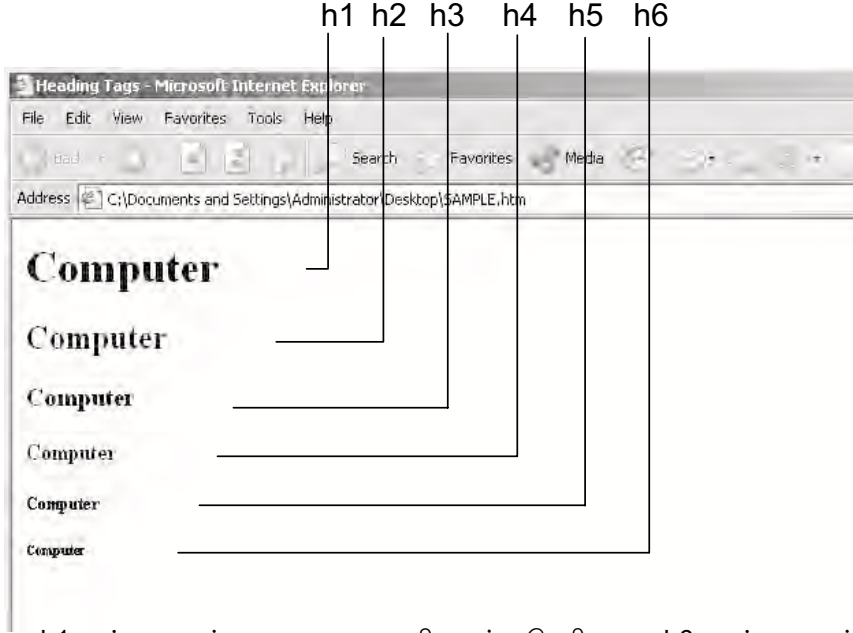 h1 h2 h3 h4 h5 h6
Heading Tags - Microsoft Internet Explorer
File Edit View Favorites Tools Help
Back Search Favorites Media
Address C:\Documents and Settings\Administrator\Desktop\SAMPLE.htm
Computer
Computer
Computer
Computer
Computer
Computer